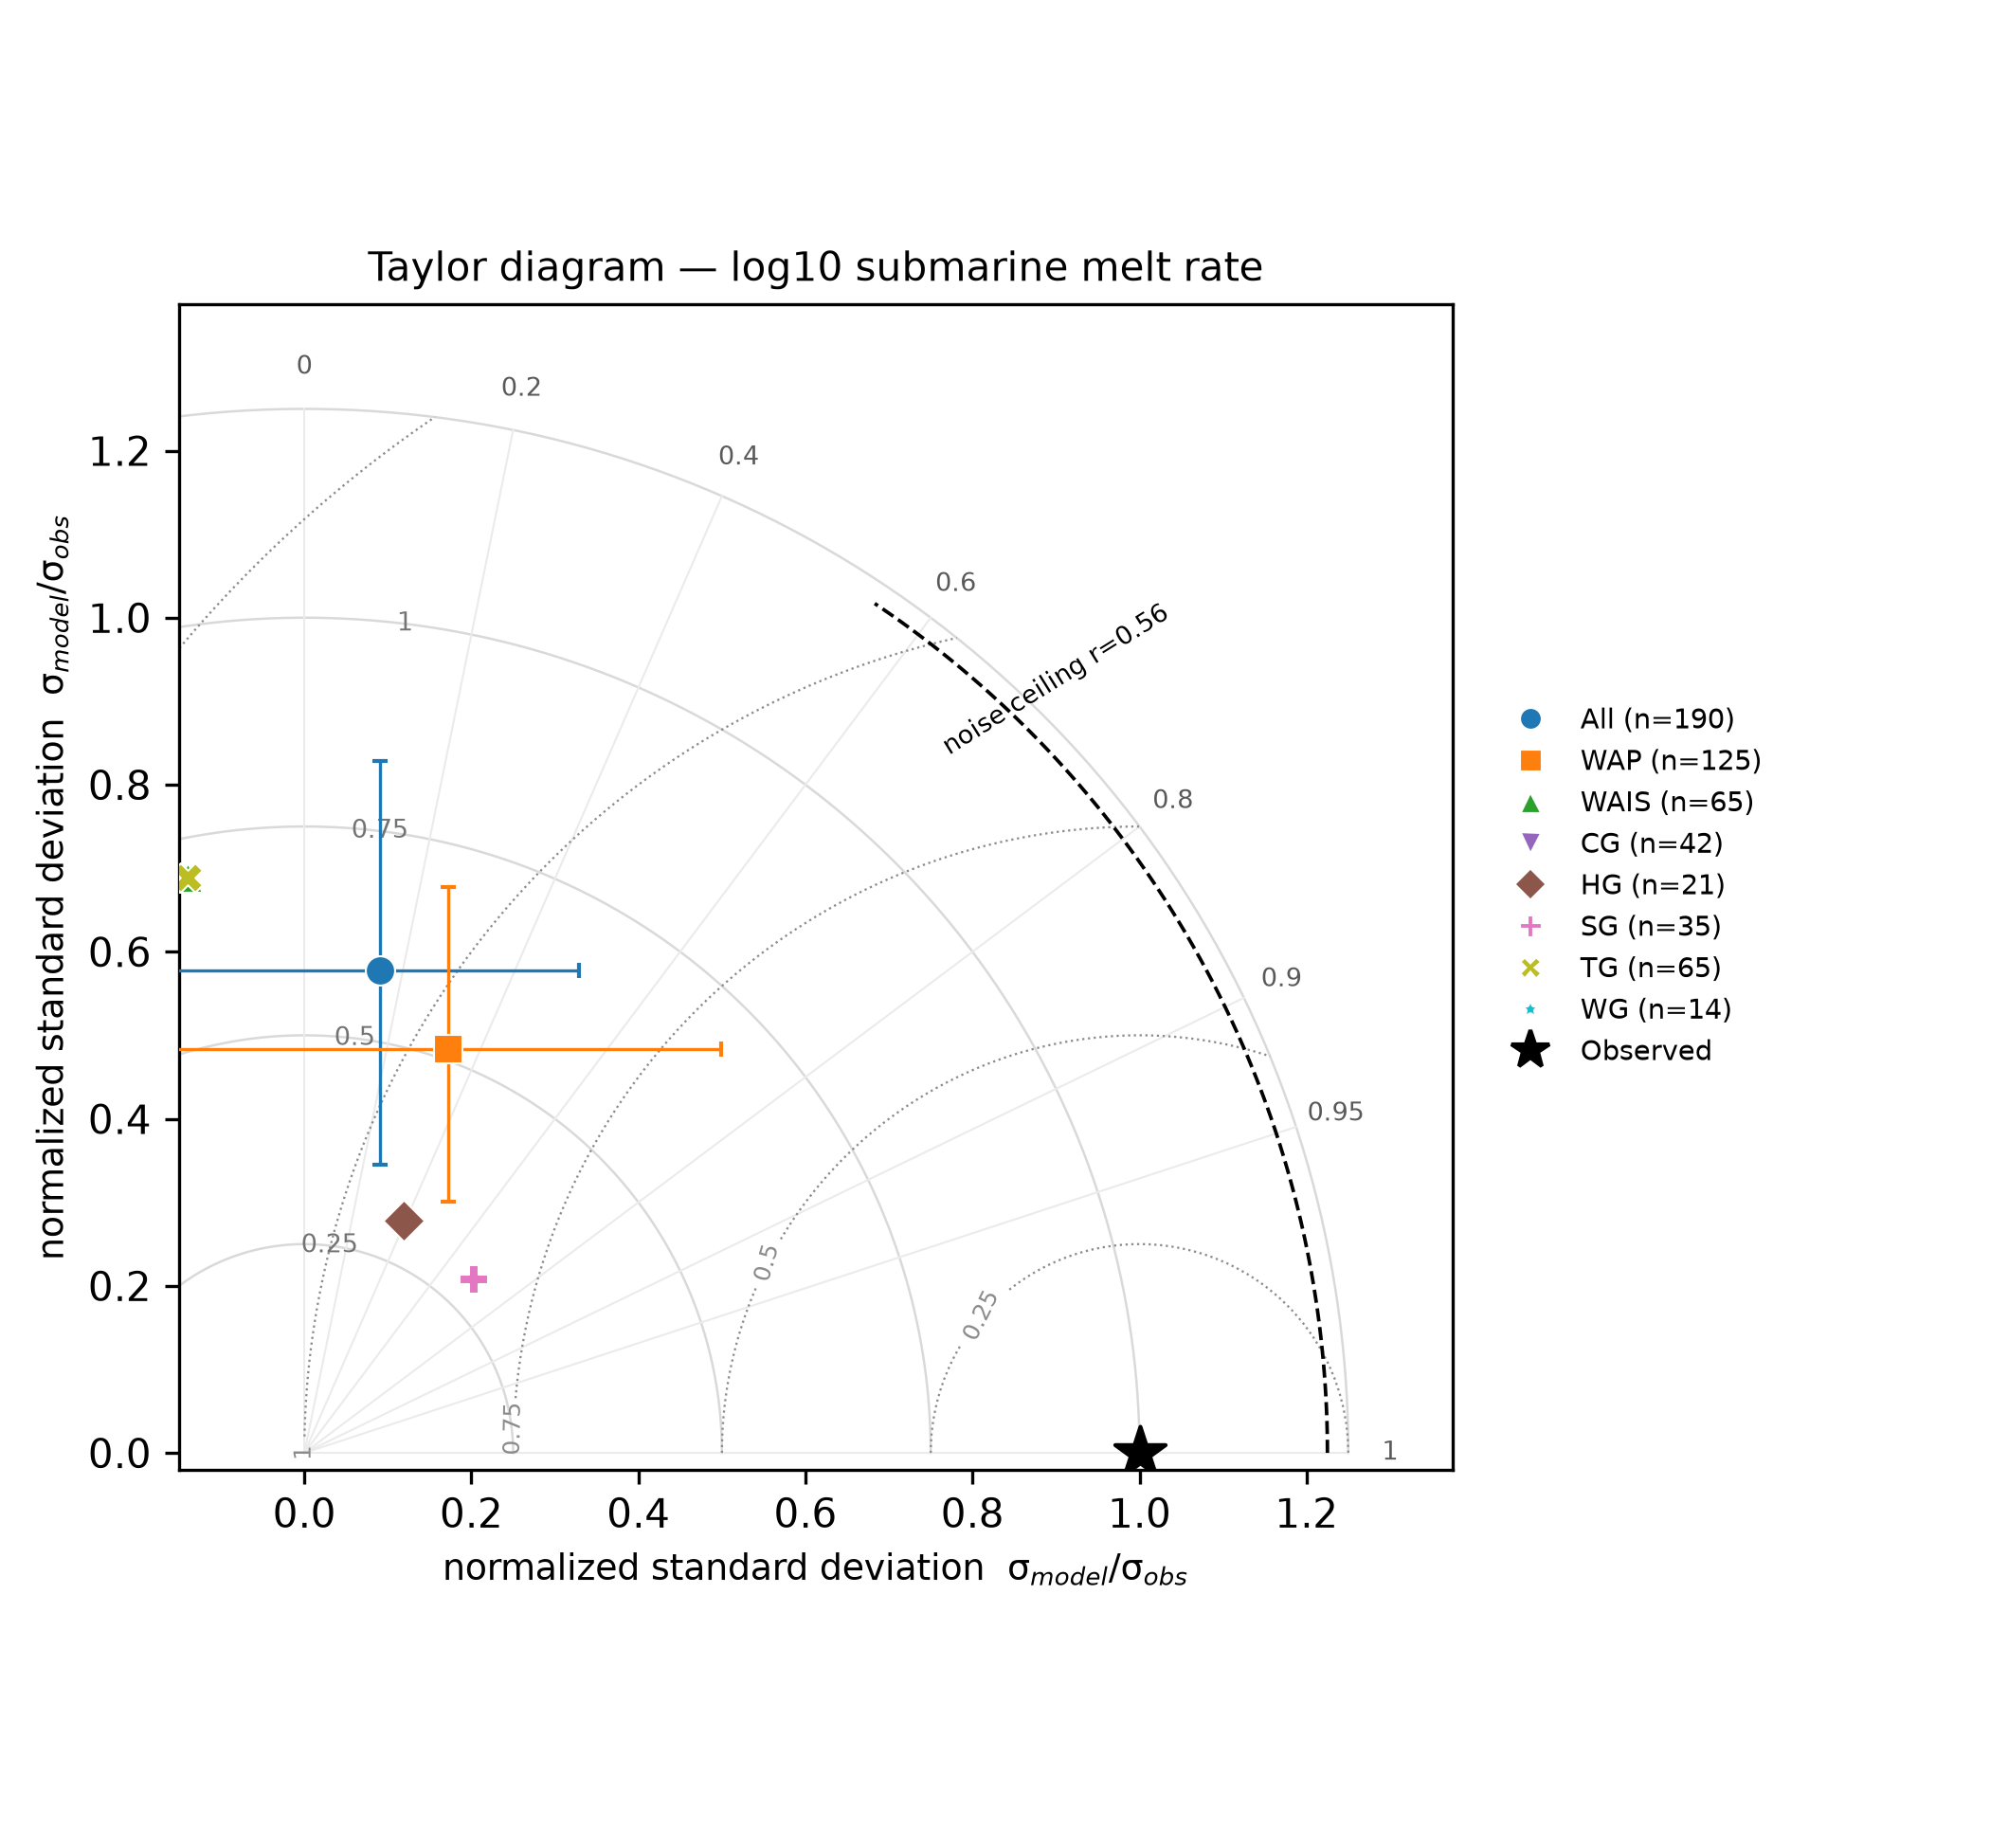 Taylor diagram — log10 submarine melt rate
0
0.2
0.4
0.6
0.8
0.9
0.95
1
noise ceiling r=0.56
1
0.75
0.5
0.25
0.5
0.25
0.75
1
1.2
1.0
0.8
0.6
0.4
0.2
0.0
normalized standard deviation σmodel/σobs
0.0
0.2
0.4
0.6
0.8
1.0
1.2
normalized standard deviation σmodel/σobs
All (n=190)
WAP (n=125)
WAIS (n=65)
CG (n=42)
HG (n=21)
SG (n=35)
TG (n=65)
WG (n=14)
Observed